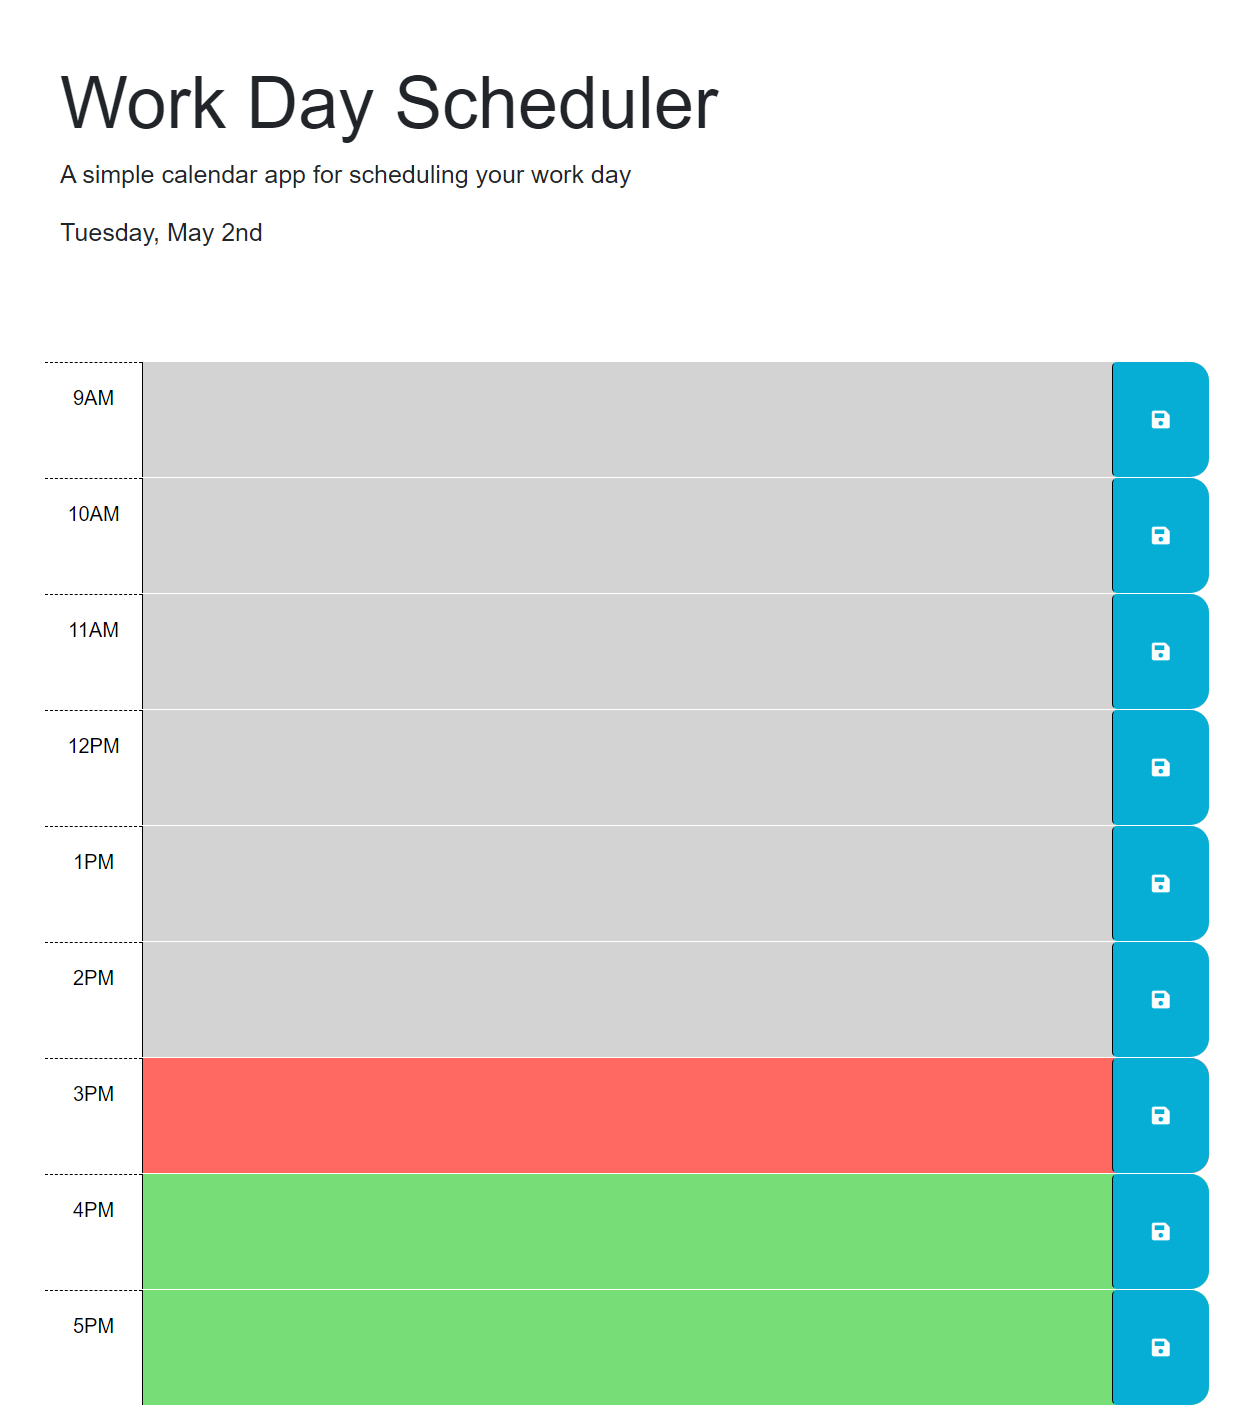 Work Day Scheduler
A simple calendar app for scheduling your work day
Tuesday, May 2nd
9AM
10AM
11AM
12PM
1PM
2PM
3PM
4PM
5PM